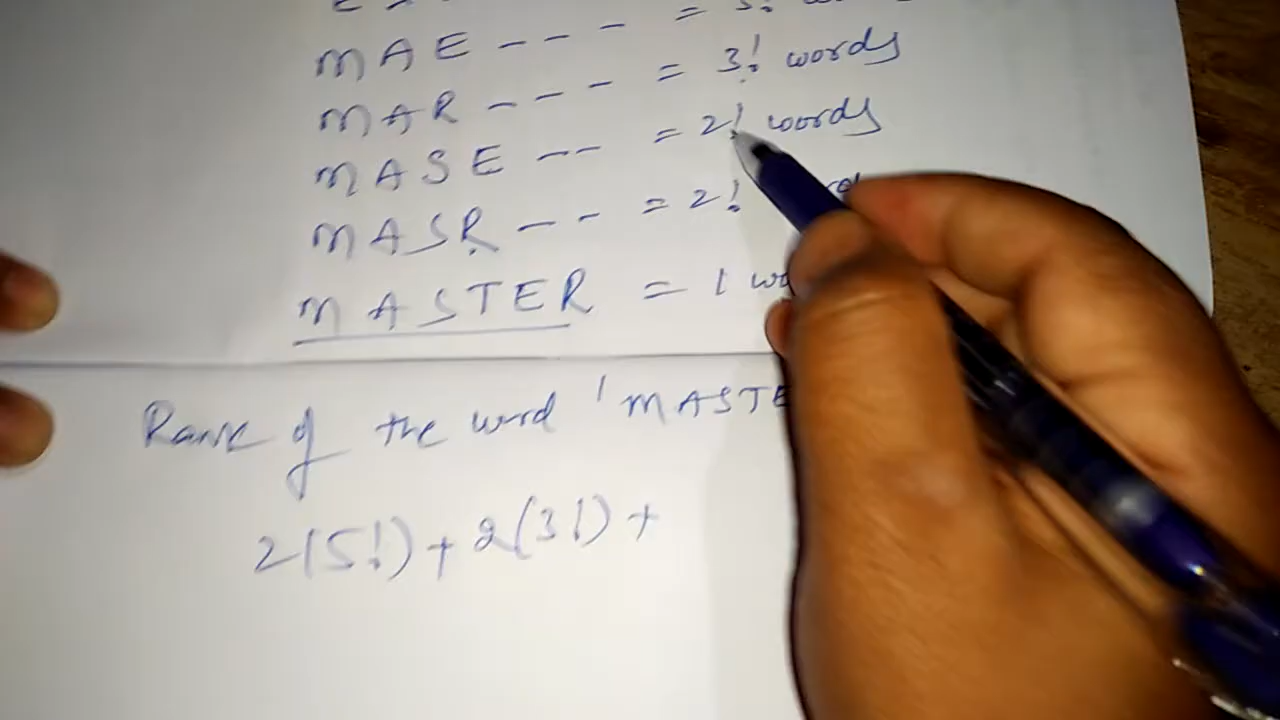 MAE --- = 3! 
MAR --- = 3! words
MASE -- = 2! words
MASR -- = 2!
MASTER = 1
Rank of the word 'MASTE
2(5!) + 2(3!) +